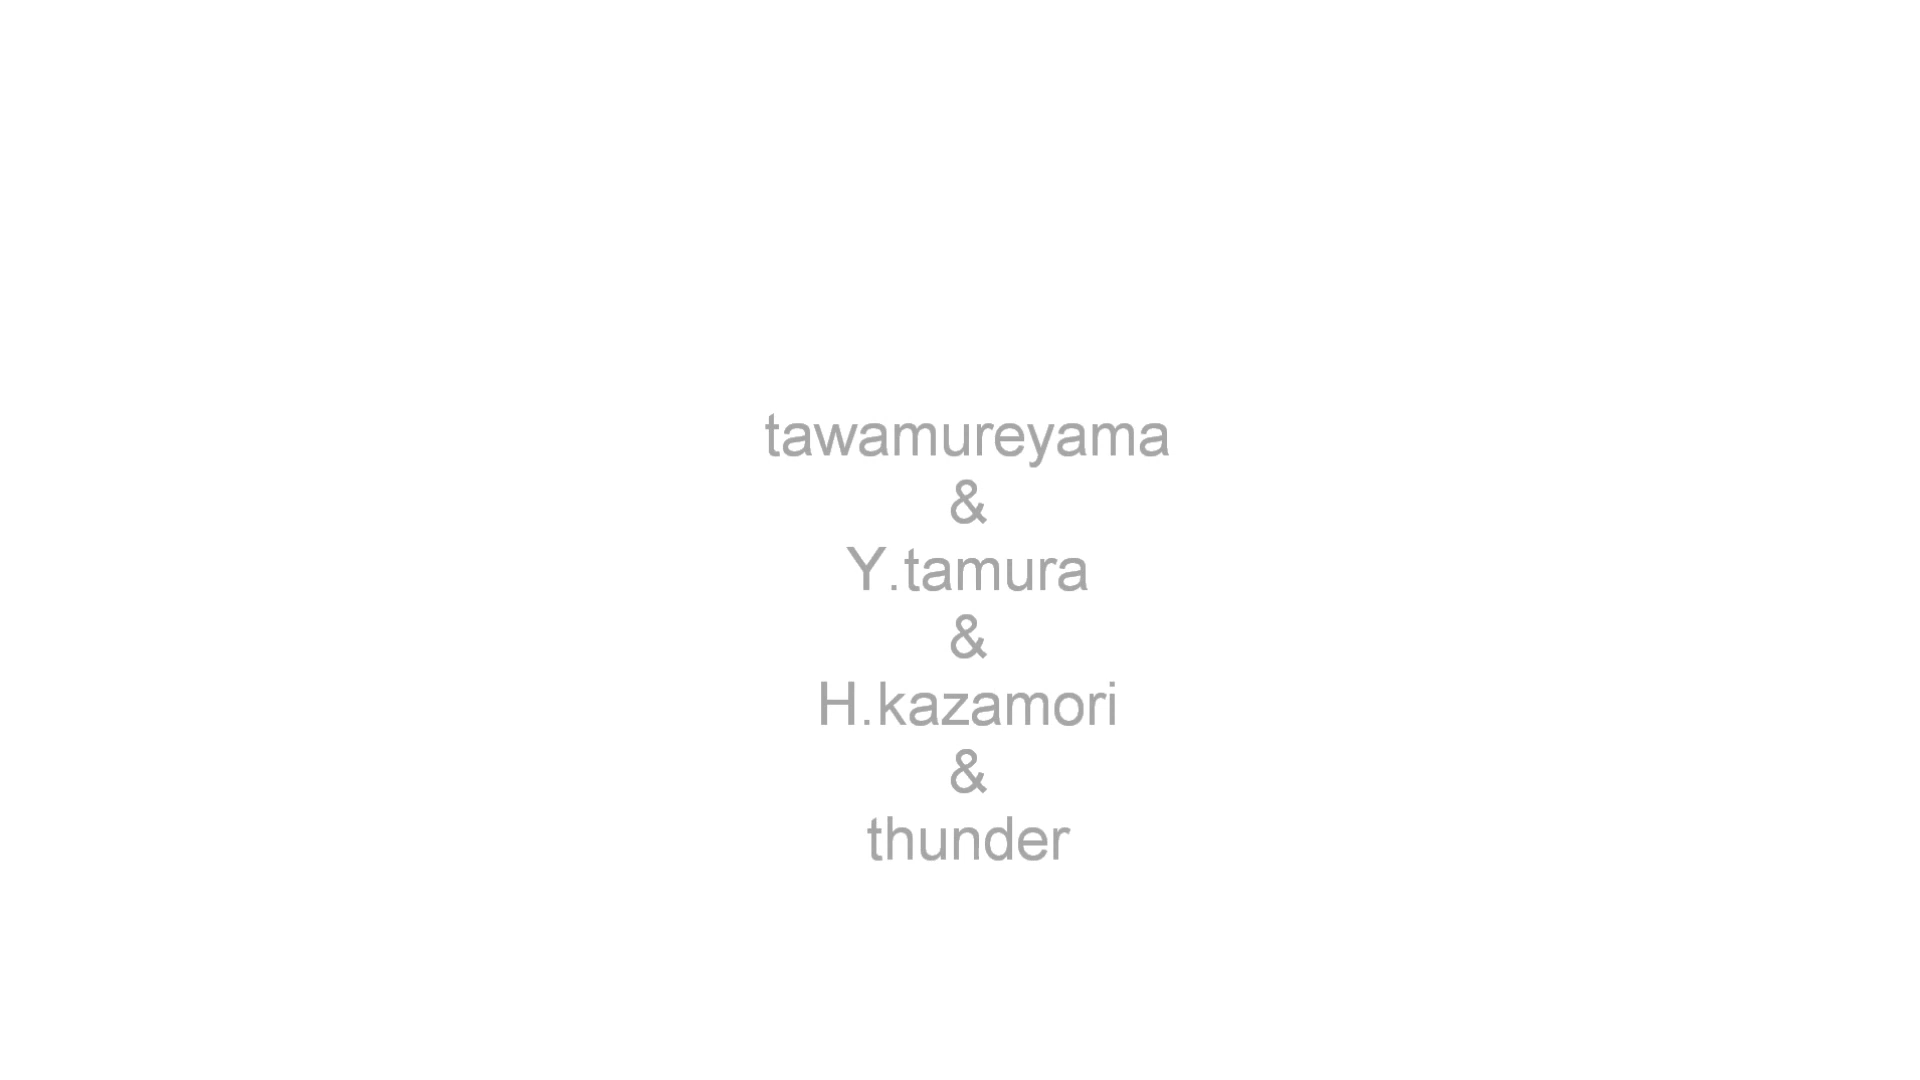 tawamureyama
&
Y.tamura
&
H.kazamori
&
thunder